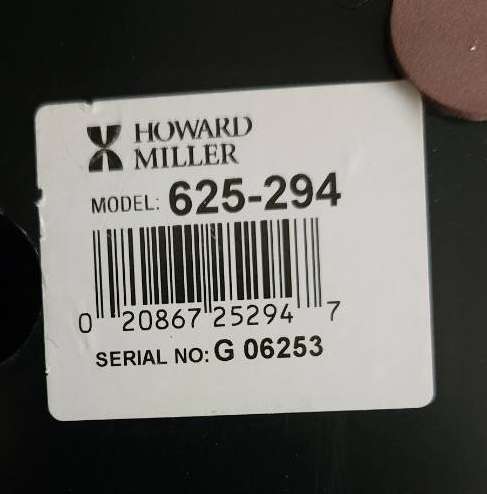 HOWARD
MILLER
MODEL: 625-294
0 20867 25294 7
SERIAL NO: G 06253